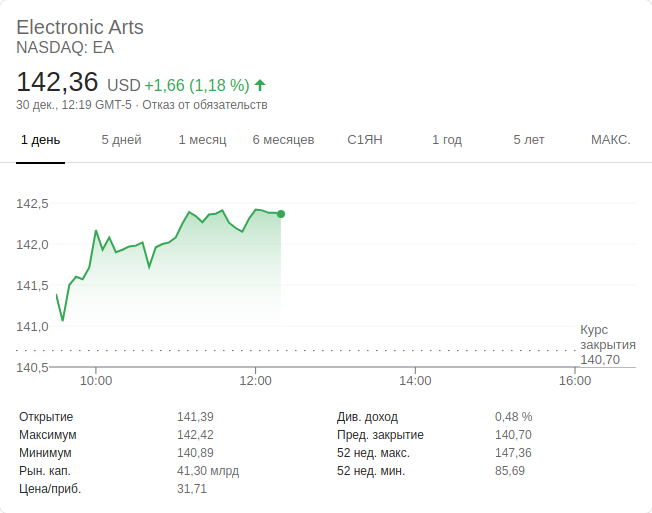 Electronic Arts
NASDAQ: EA
142,36 USD +1,66 (1,18 %)
30 дек., 12:19 GMT-5 · Отказ от обязательств
1 день 5 дней 1 месяц 6 месяцев С1ЯН 1 год 5 лет МАКС.
142,5
142,0
141,5
141,0
Курс
закрытия
140,70
140,5
10:00 12:00 14:00 16:00
Открытие 141,39 Див. доход 0,48 %
Максимум 142,42 Пред. закрытие 140,70
Минимум 140,89 52 нед. макс. 147,36
Рын. кап. 41,30 млрд 52 нед. мин. 85,69
Цена/приб. 31,71